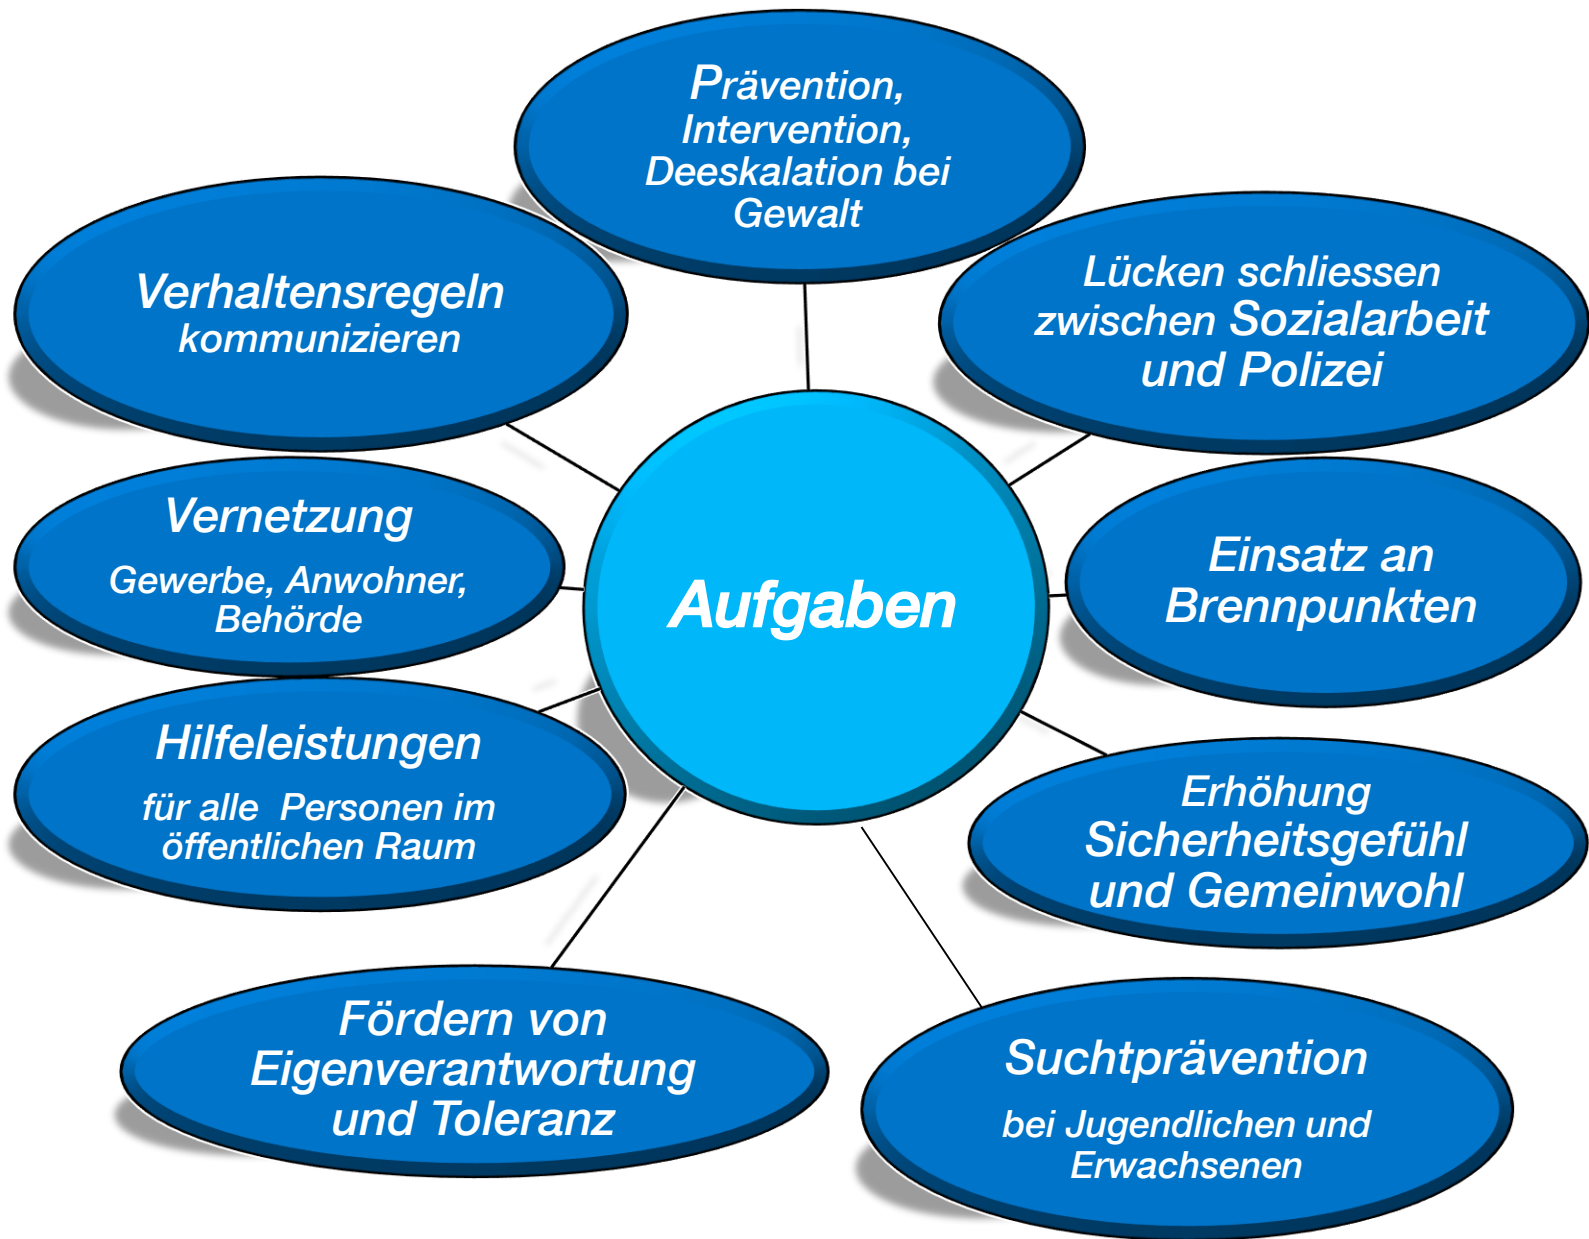 Prävention,
Intervention,
Deeskalation bei
Gewalt
Lücken schliessen
zwischen Sozialarbeit
und Polizei
Einsatz an
Brennpunkten
Erhöhung
Sicherheitsgefühl
und Gemeinwohl
Suchtprävention
bei Jugendlichen und
Erwachsenen
Fördern von
Eigenverantwortung
und Toleranz
Hilfeleistungen
für alle Personen im
öffentlichen Raum
Vernetzung
Gewerbe, Anwohner,
Behörde
Verhaltensregeln
kommunizieren
Aufgaben